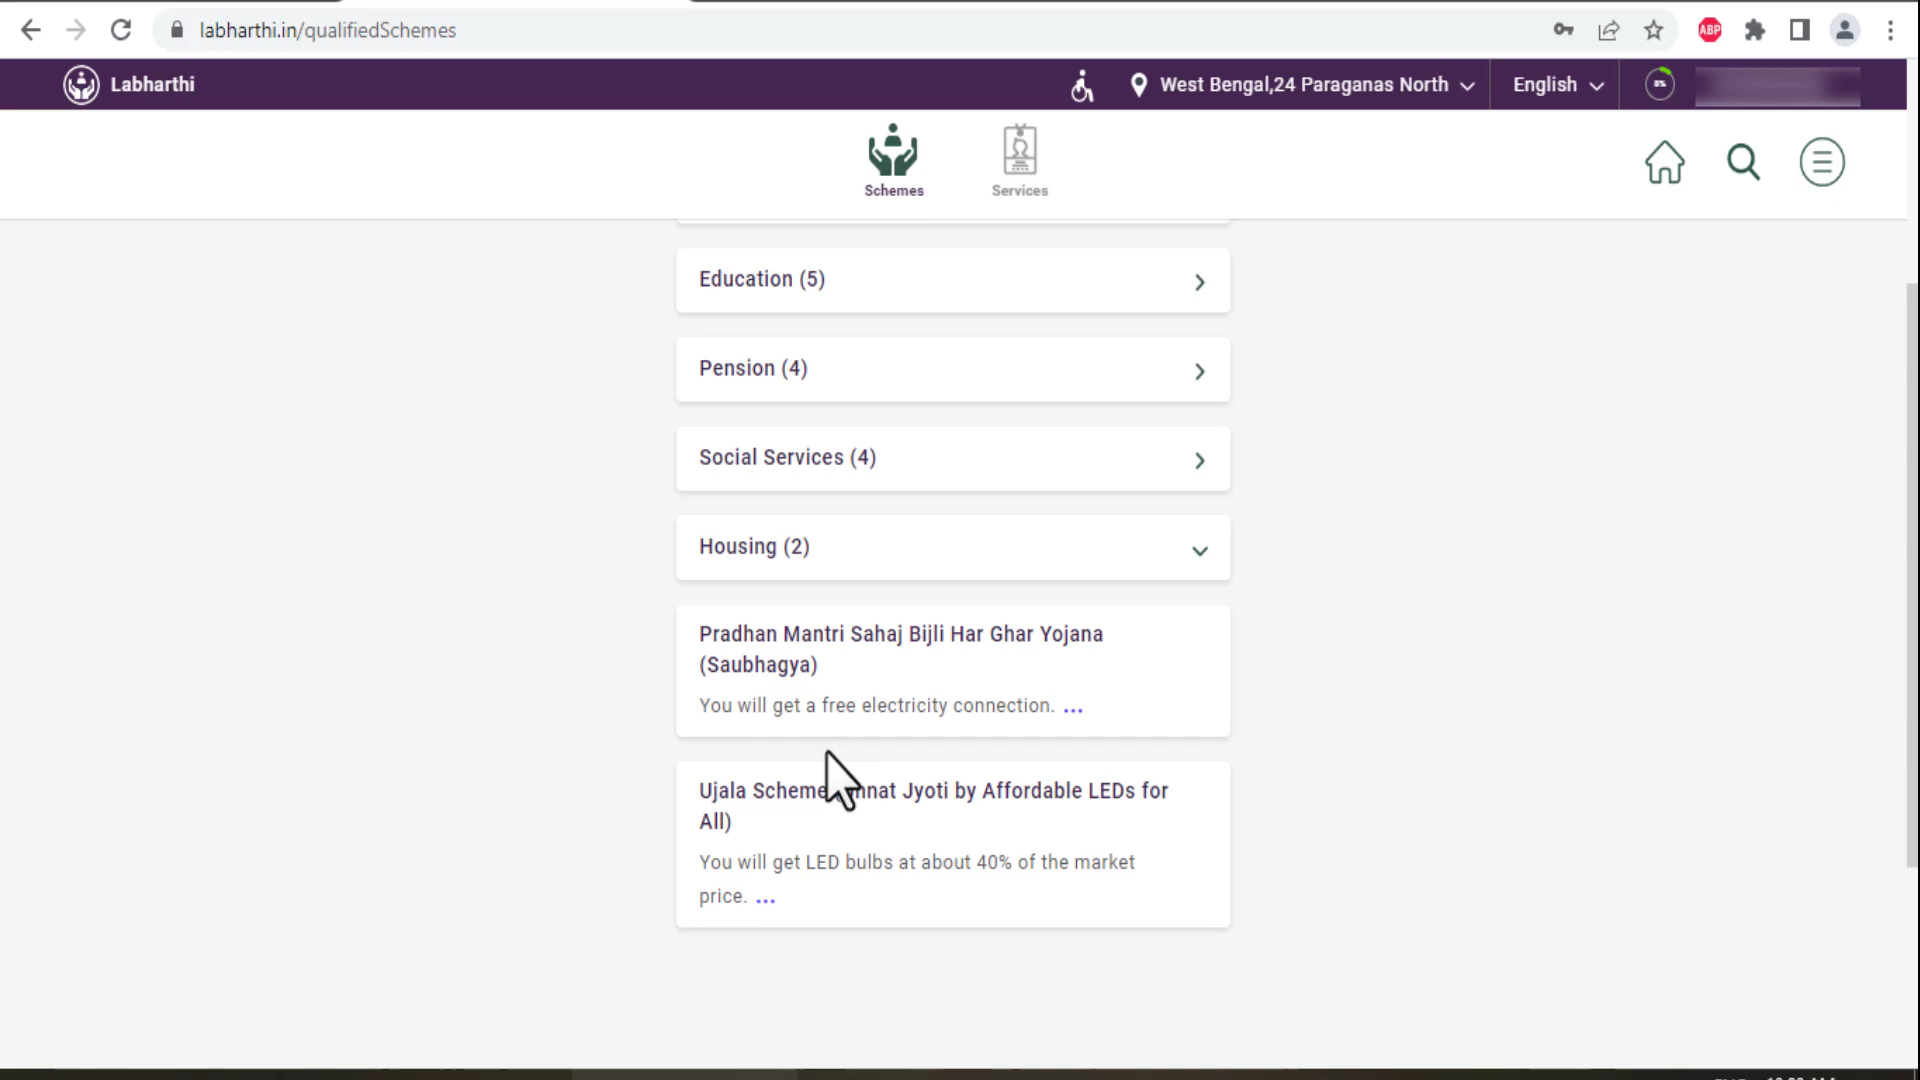 labharthi.in/qualifiedSchemes
ABP
Labharthi
West Bengal,24 Paraganas North
English
Schemes
Services
Education (5)
Pension (4)
Social Services (4)
Housing (2)
Pradhan Mantri Sahaj Bijli Har Ghar Yojana
(Saubhagya)
You will get a free electricity connection. ...
Ujala Scheme Jyoti by Affordable LEDs for
All)
You will get LED bulbs at about 40% of the market
price. ...